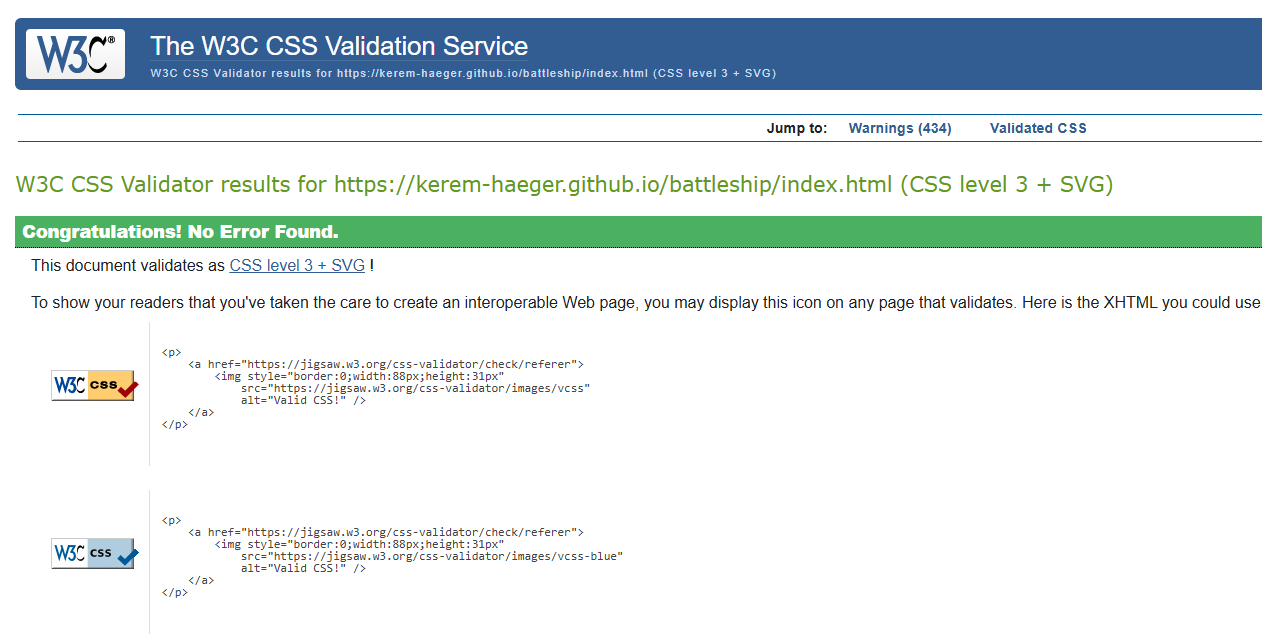 W3C®
The W3C CSS Validation Service
W3C CSS Validator results for https://kerem-haeger.github.io/battleship/index.html (CSS level 3 + SVG)
Jump to: Warnings (434) Validated CSS
W3C CSS Validator results for https://kerem-haeger.github.io/battleship/index.html (CSS level 3 + SVG)
Congratulations! No Error Found.
This document validates as CSS level 3 + SVG !
To show your readers that you've taken the care to create an interoperable Web page, you may display this icon on any page that validates. Here is the XHTML you could use
<p>
<a href="https://jigsaw.w3.org/css-validator/check/referer">
<img style="border:0;width:88px;height:31px"
W3C css
src="https://jigsaw.w3.org/css-validator/images/vcss"
alt="Valid CSS!" />
</a>
</p>
<p>
<a href="https://jigsaw.w3.org/css-validator/check/referer">
<img style="border:0;width:88px;height:31px"
W3C css
src="https://jigsaw.w3.org/css-validator/images/vcss-blue"
alt="Valid CSS!" />
</a>
</p>